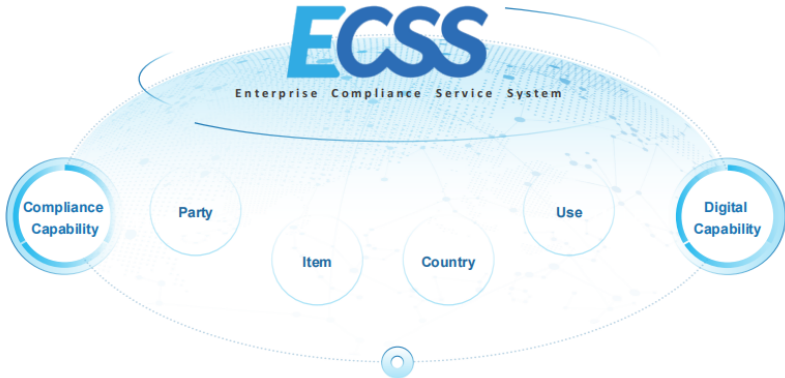 ECSS
Enterprise Compliance Service System
Compliance
Capability
Party
Item
Country
Use
Digital
Capability